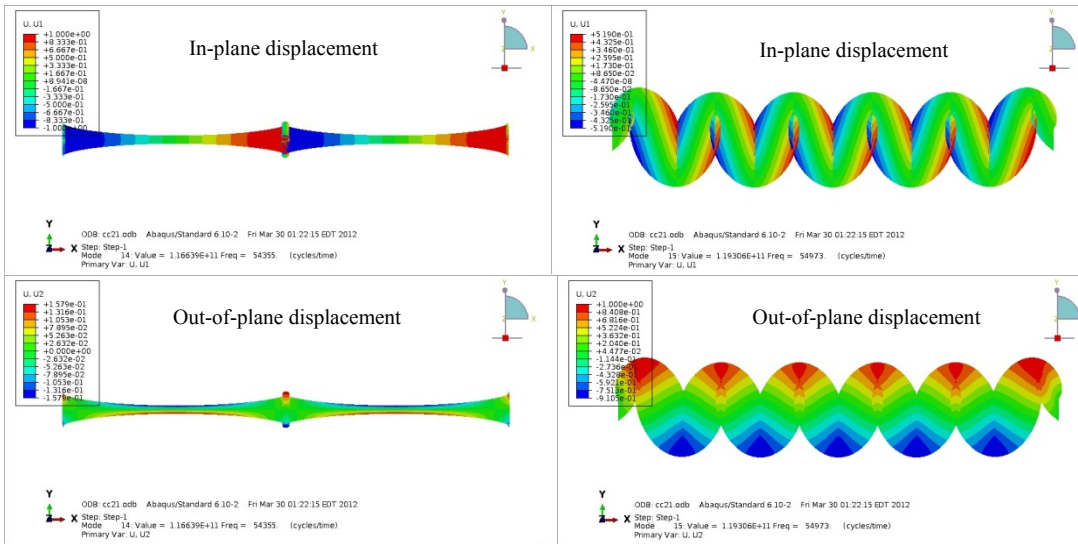 U, U1
+1.000e+00
+8.333e-01
+6.667e-01
+5.000e-01
+3.333e-01
+1.667e-01
+8.941e-08
-1.667e-01
-3.333e-01
-5.000e-01
-6.667e-01
-8.333e-01
-1.000e+00
In-plane displacement
Y
X
Z
Y
Z X
ODB: cc21.odb Abaqus/Standard 6.10-2 Fri Mar 30 01:22:15 EDT 2012
Step: Step-1
Mode 14: Value = 1.16639E+11 Freq = 54355. (cycles/time)
Primary Var: U, U1
U, U1
+5.190e-01
+4.325e-01
+3.460e-01
+2.595e-01
+1.730e-01
+8.650e-02
-4.470e-08
-8.650e-02
-1.730e-01
-2.595e-01
-3.460e-01
-4.325e-01
-5.190e-01
In-plane displacement
Y
X
Z
Y
Z X
ODB: cc21.odb Abaqus/Standard 6.10-2 Fri Mar 30 01:22:15 EDT 2012
Step: Step-1
Mode 15: Value = 1.19306E+11 Freq = 54973. (cycles/time)
Primary Var: U, U1
U, U2
+1.579e-01
+1.316e-01
+1.053e-01
+7.895e-02
+5.263e-02
+2.632e-02
+0.000e+00
-2.632e-02
-5.263e-02
-7.895e-02
-1.053e-01
-1.316e-01
-1.579e-01
Out-of-plane displacement
Y
X
Z
Y
Z X
ODB: cc21.odb Abaqus/Standard 6.10-2 Fri Mar 30 01:22:15 EDT 2012
Step: Step-1
Mode 14: Value = 1.16639E+11 Freq = 54355. (cycles/time)
Primary Var: U, U2
U, U2
+1.000e+00
+8.408e-01
+6.816e-01
+5.224e-01
+3.632e-01
+2.040e-01
+4.477e-02
-1.144e-01
-2.736e-01
-4.328e-01
-5.921e-01
-7.513e-01
-9.105e-01
Out-of-plane displacement
Y
X
Z
Y
Z X
ODB: cc21.odb Abaqus/Standard 6.10-2 Fri Mar 30 01:22:15 EDT 2012
Step: Step-1
Mode 15: Value = 1.19306E+11 Freq = 54973. (cycles/time)
Primary Var: U, U2